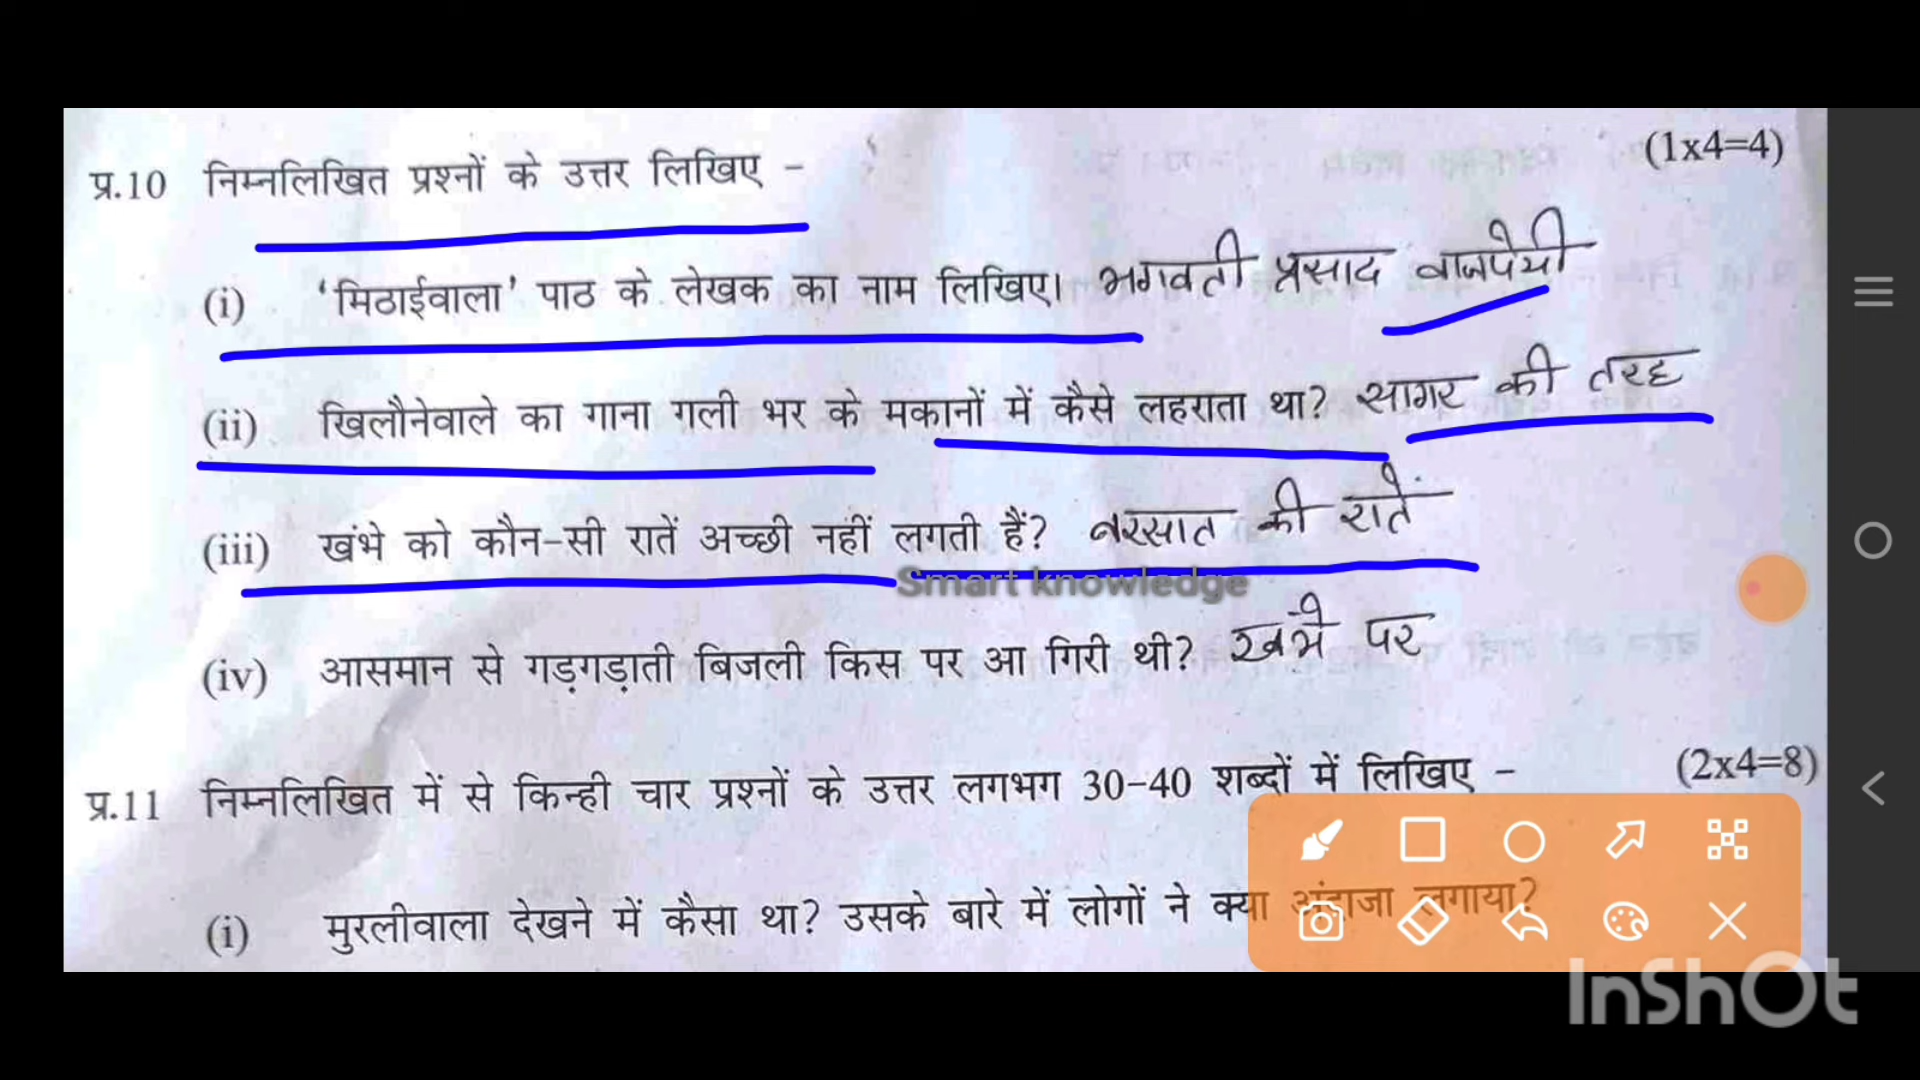 प्र.10 निम्नलिखित प्रश्नों के उत्तर लिखिए - (1x4=4)
(i) 'मिठाईवाला' पाठ के लेखक का नाम लिखिए। भगवती प्रसाद वाजपेयी
(ii) खिलौनेवाले का गाना गली भर के मकानों में कैसे लहराता था? सागर की तरह
(iii) खंभे को कौन-सी रातें अच्छी नहीं लगती हैं? बरसात की रातें
Smart knowledge
(iv) आसमान से गड़गड़ाती बिजली किस पर आ गिरी थी? खंभे पर
प्र.11 निम्नलिखित में से किन्ही चार प्रश्नों के उत्तर लगभग 30-40 शब्दों में लिखिए - (2x4=8)
(i) मुरलीवाला देखने में कैसा था? उसके बारे में लोगों ने क्या अंदाजा लगाया?
InShOt